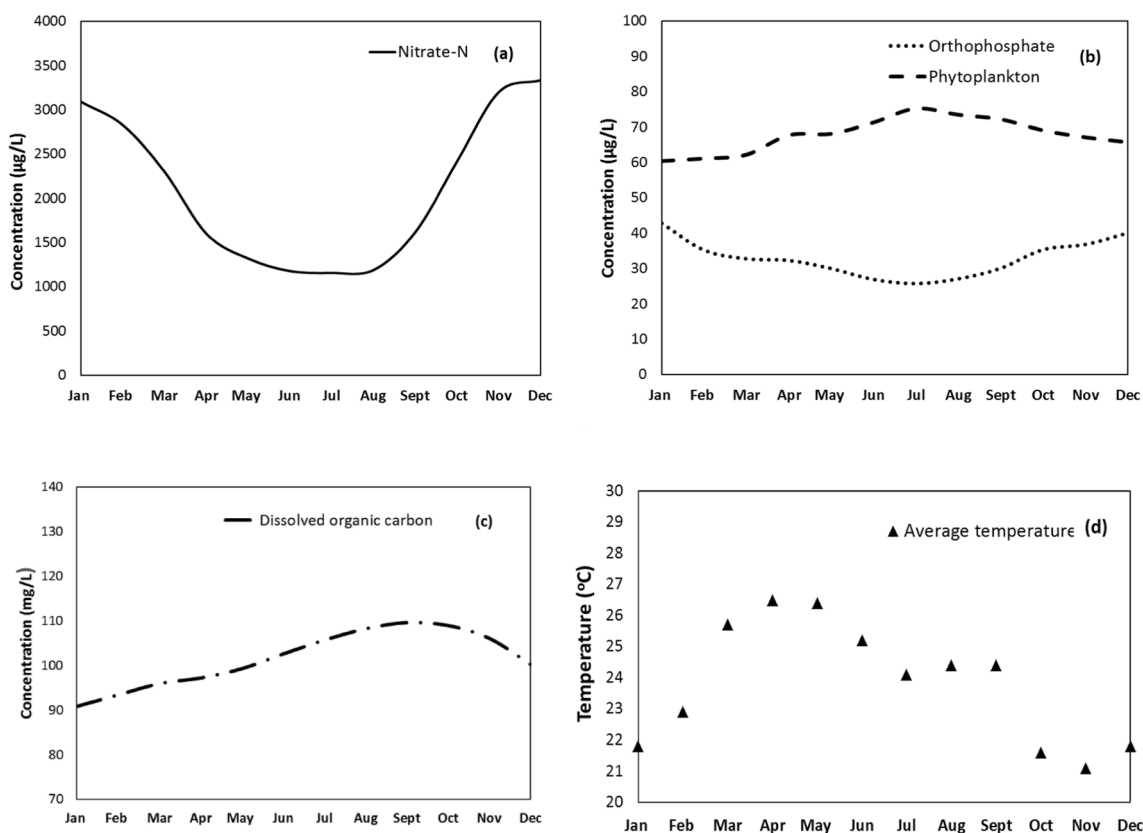 4000
3500
3000
2500
2000
1500
1000
500
0
Concentration (µg/L)
Nitrate-N (a)
Jan Feb Mar Apr May Jun Jul Aug Sept Oct Nov Dec
100
90
80
70
60
50
40
30
20
10
0
Concentration (µg/L)
Orthophosphate
Phytoplankton
(b)
Jan Feb Mar Apr May Jun Jul Aug Sept Oct Nov Dec
140
130
120
110
100
90
80
70
Concentration (mg/L)
Dissolved organic carbon (c)
Jan Feb Mar Apr May Jun Jul Aug Sept Oct Nov Dec
30
29
28
27
26
25
24
23
22
21
20
Temperature (ºC)
Average temperature (d)
Jan Feb Mar Apr May Jun Jul Aug Sept Oct Nov Dec